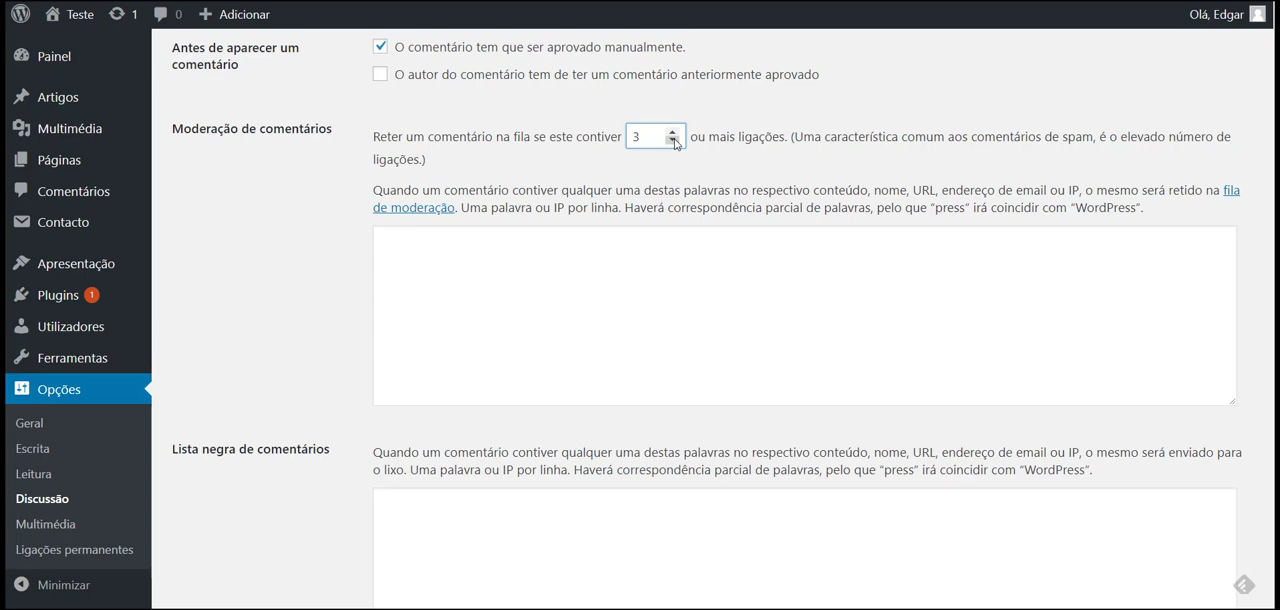 Teste 1 0 Adicionar Olá, Edgar
Painel
Artigos
Multimédia
Páginas
Comentários
Contacto
Apresentação
Plugins 1
Utilizadores
Ferramentas
Opções
Geral
Escrita
Leitura
Discussão
Multimédia
Ligações permanentes
Minimizar
Antes de aparecer um
comentário
O comentário tem que ser aprovado manualmente.
O autor do comentário tem de ter um comentário anteriormente aprovado
Moderação de comentários
Reter um comentário na fila se este contiver 3 ou mais ligações. (Uma característica comum aos comentários de spam, é o elevado número de
ligações.)
Quando um comentário contiver qualquer uma destas palavras no respectivo conteúdo, nome, URL, endereço de email ou IP, o mesmo será retido na fila
de moderação. Uma palavra ou IP por linha. Haverá correspondência parcial de palavras, pelo que “press” irá coincidir com “WordPress”.
Lista negra de comentários
Quando um comentário contiver qualquer uma destas palavras no respectivo conteúdo, nome, URL, endereço de email ou IP, o mesmo será enviado para
o lixo. Uma palavra ou IP por linha. Haverá correspondência parcial de palavras, pelo que “press” irá coincidir com “WordPress”.